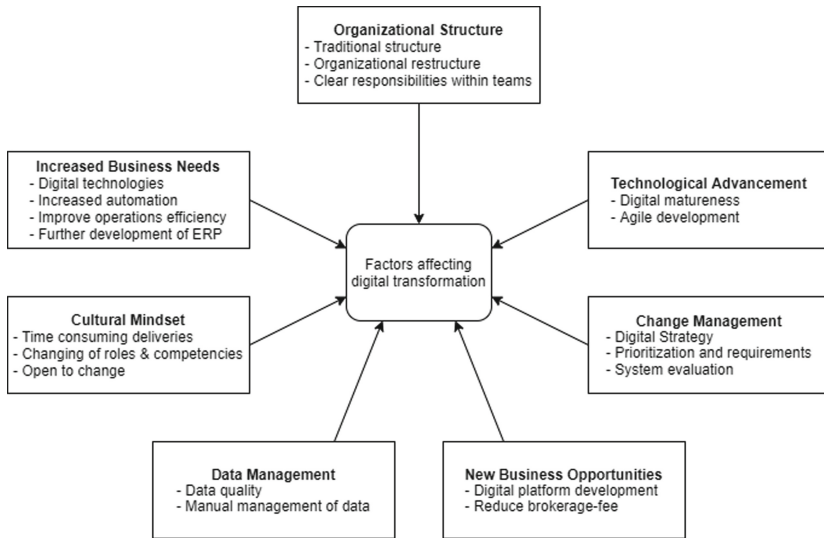 Organizational Structure
- Traditional structure
- Organizational restructure
- Clear responsibilities within teams
Increased Business Needs
- Digital technologies
- Increased automation
- Improve operations efficiency
- Further development of ERP
Technological Advancement
- Digital matureness
- Agile development
Factors affecting
digital transformation
Cultural Mindset
- Time consuming deliveries
- Changing of roles & competencies
- Open to change
Change Management
- Digital Strategy
- Prioritization and requirements
- System evaluation
Data Management
- Data quality
- Manual management of data
New Business Opportunities
- Digital platform development
- Reduce brokerage-fee